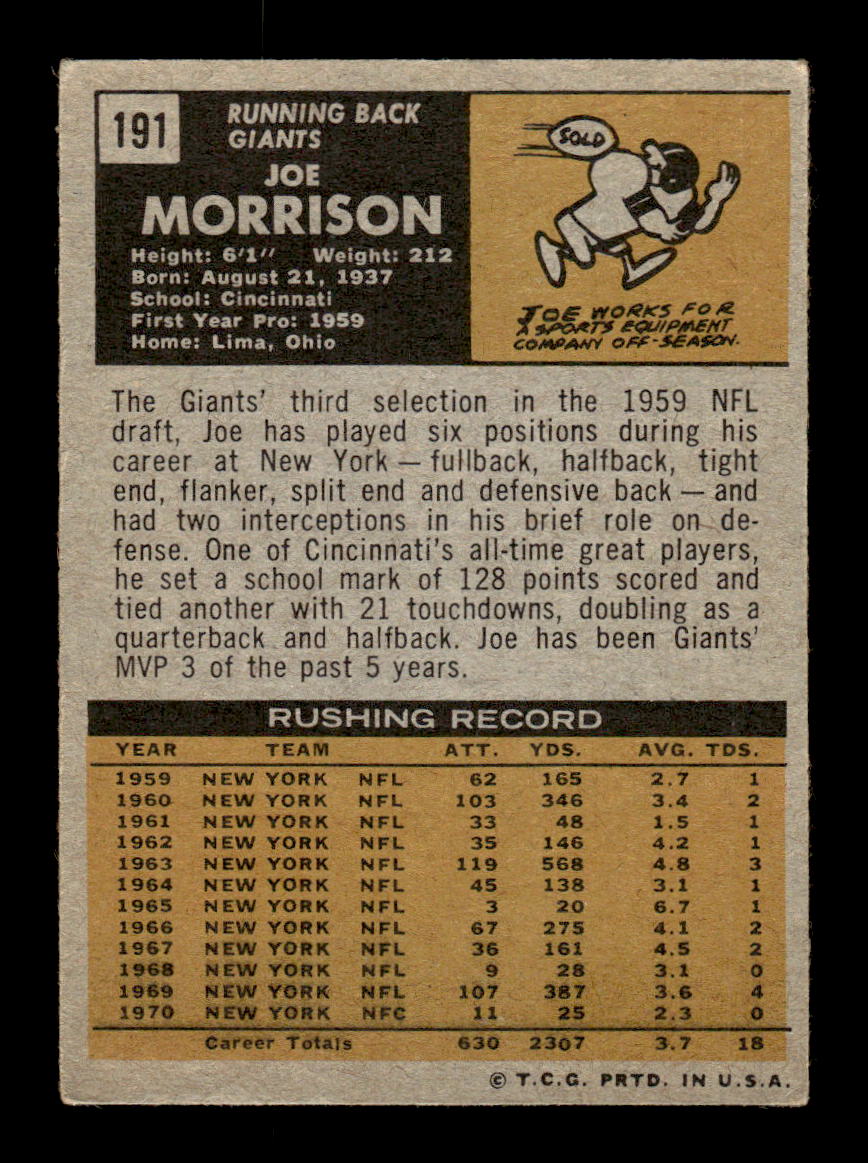 191
RUNNING BACK
GIANTS
JOE
MORRISON
Height: 6'1" Weight: 212
Born: August 21, 1937
School: Cincinnati
First Year Pro: 1959
Home: Lima, Ohio
SOLD
JOE WORKS FOR
A SPORTS EQUIPMENT
COMPANY OFF-SEASON.
The Giants' third selection in the 1959 NFL
draft, Joe has played six positions during his
career at New York — fullback, halfback, tight
end, flanker, split end and defensive back — and
had two interceptions in his brief role on de-
fense. One of Cincinnati's all-time great players,
he set a school mark of 128 points scored and
tied another with 21 touchdowns, doubling as a
quarterback and halfback. Joe has been Giants'
MVP 3 of the past 5 years.
RUSHING RECORD
YEAR TEAM ATT. YDS. AVG. TDS.
1959 NEW YORK NFL 62 165 2.7 1
1960 NEW YORK NFL 103 346 3.4 2
1961 NEW YORK NFL 33 48 1.5 1
1962 NEW YORK NFL 35 146 4.2 1
1963 NEW YORK NFL 119 568 4.8 3
1964 NEW YORK NFL 45 138 3.1 1
1965 NEW YORK NFL 3 20 6.7 1
1966 NEW YORK NFL 67 275 4.1 2
1967 NEW YORK NFL 36 161 4.5 2
1968 NEW YORK NFL 9 28 3.1 0
1969 NEW YORK NFL 107 387 3.6 4
1970 NEW YORK NFC 11 25 2.3 0
Career Totals 630 2307 3.7 18
© T.C.G. PRTD. IN U.S.A.